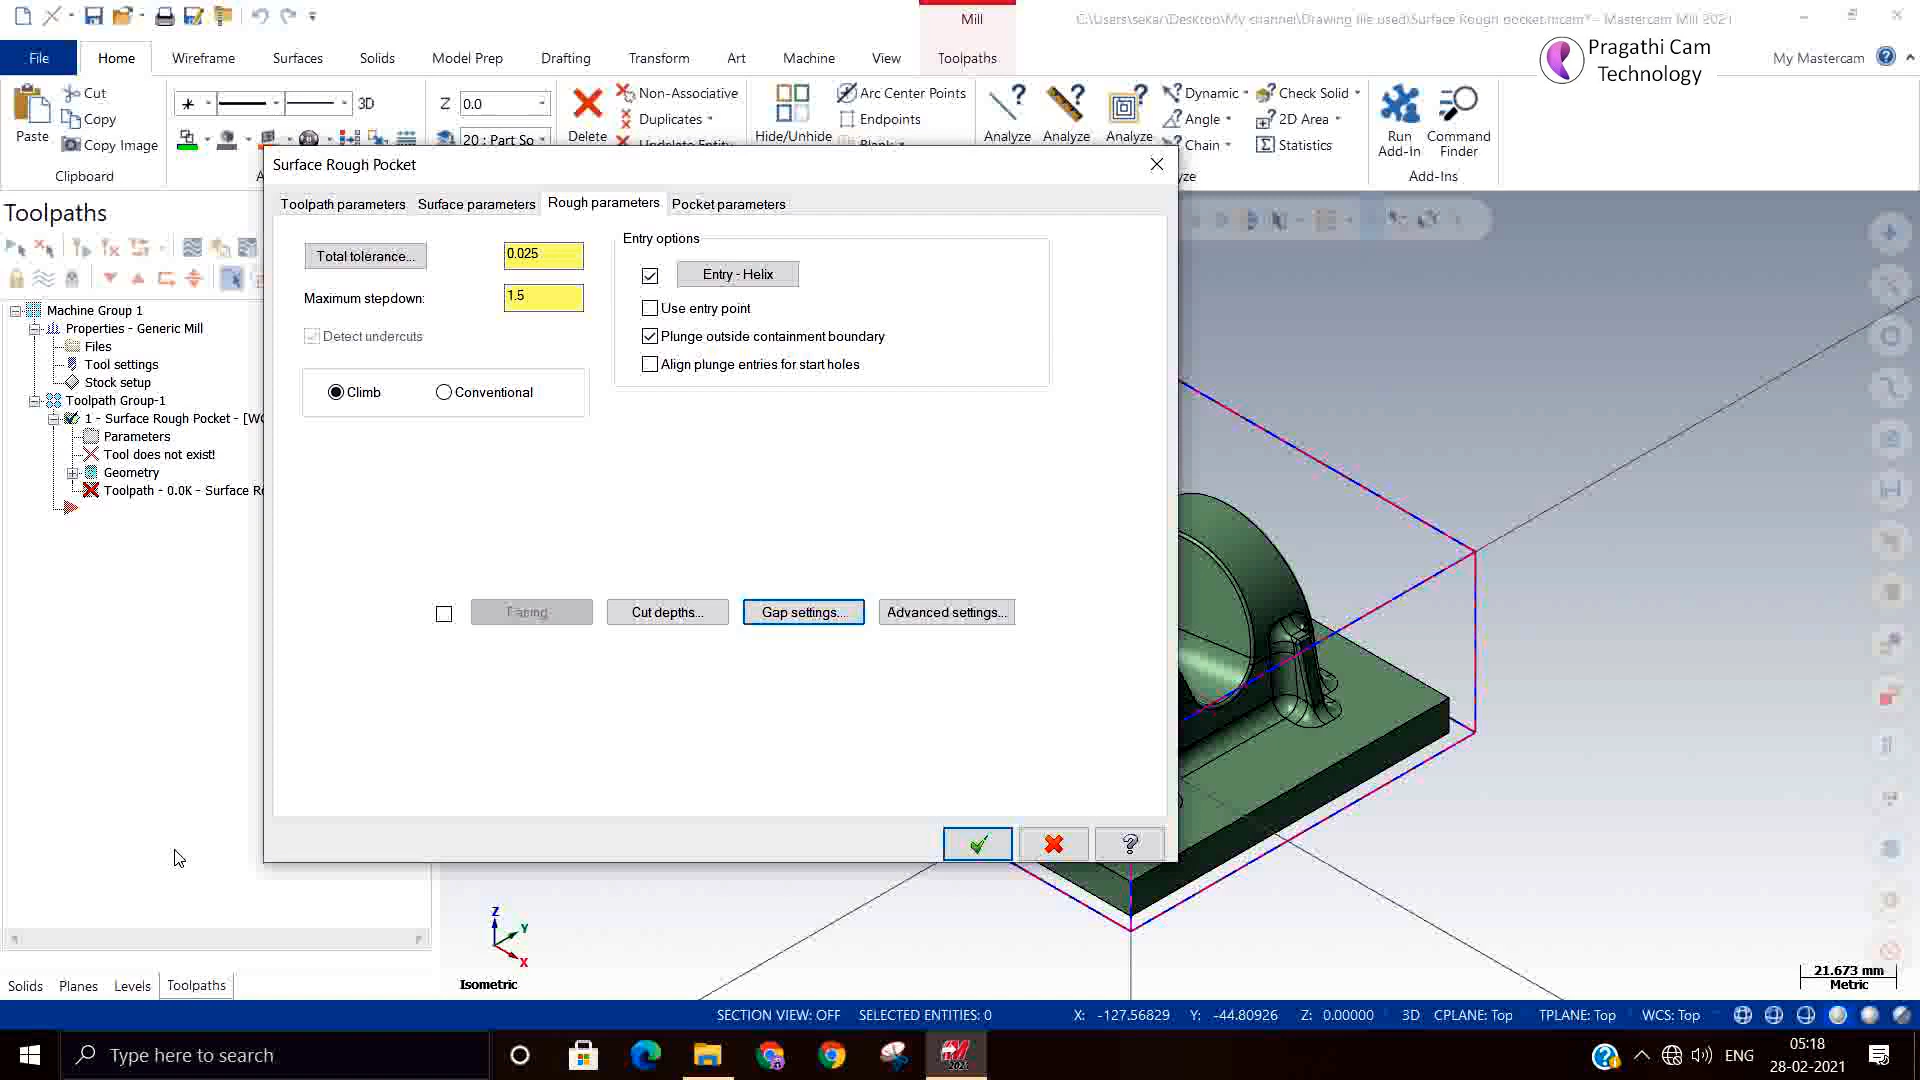 Mill
C:\Users\sekar\Desktop\My channel\Drawing file used\Surface Rough pocket.mcam* - Mastercam Mill 2021
File
Home
Wireframe
Surfaces
Solids
Model Prep
Drafting
Transform
Art
Machine
View
Toolpaths
Pragathi Cam
Technology
My Mastercam
Paste
Cut
Copy
Copy Image
Clipboard
3D
Z
0.0
20 : Part So
Delete
Non-Associative
Duplicates
Undelete Entity
Hide/Unhide
Arc Center Points
Endpoints
Blank
Analyze
Analyze
Analyze
Dynamic
Angle
Chain
Check Solid
2D Area
Statistics
Run
Add-In
Command
Finder
Add-Ins
Toolpaths
Machine Group 1
Properties - Generic Mill
Files
Tool settings
Stock setup
Toolpath Group-1
1 - Surface Rough Pocket - [WC
Parameters
Tool does not exist!
Geometry
Toolpath - 0.0K - Surface Ro
Surface Rough Pocket
Toolpath parameters
Surface parameters
Rough parameters
Pocket parameters
Total tolerance...
0.025
Maximum stepdown:
1.5
Detect undercuts
Climb
Conventional
Entry options
Entry - Helix
Use entry point
Plunge outside containment boundary
Align plunge entries for start holes
Facing
Cut depths...
Gap settings...
Advanced settings...
Z
Y
X
Isometric
21.673 mm
Metric
Solids
Planes
Levels
Toolpaths
SECTION VIEW: OFF
SELECTED ENTITIES: 0
X: -127.56829
Y: -44.80926
Z: 0.00000
3D
CPLANE: Top
TPLANE: Top
WCS: Top
Type here to search
2021
ENG
05:18
28-02-2021